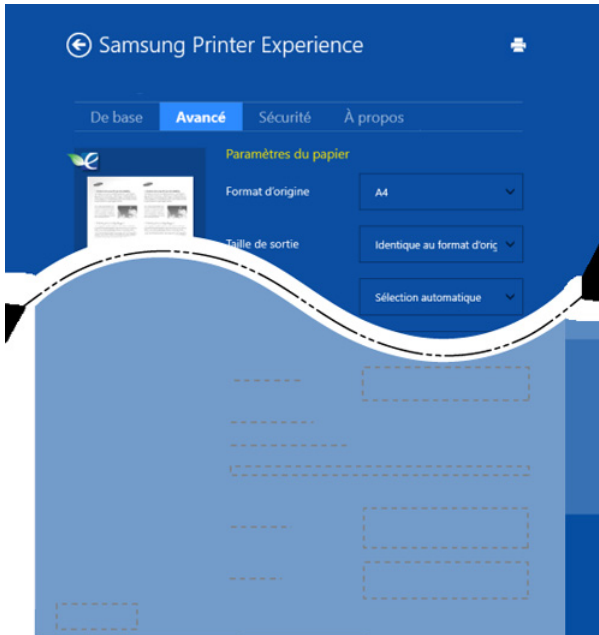 Samsung Printer Experience
De base Avancé Sécurité À propos
Paramètres du papier
Format d'origine A4
Taille de sortie Identique au format d'orig
Sélection automatique